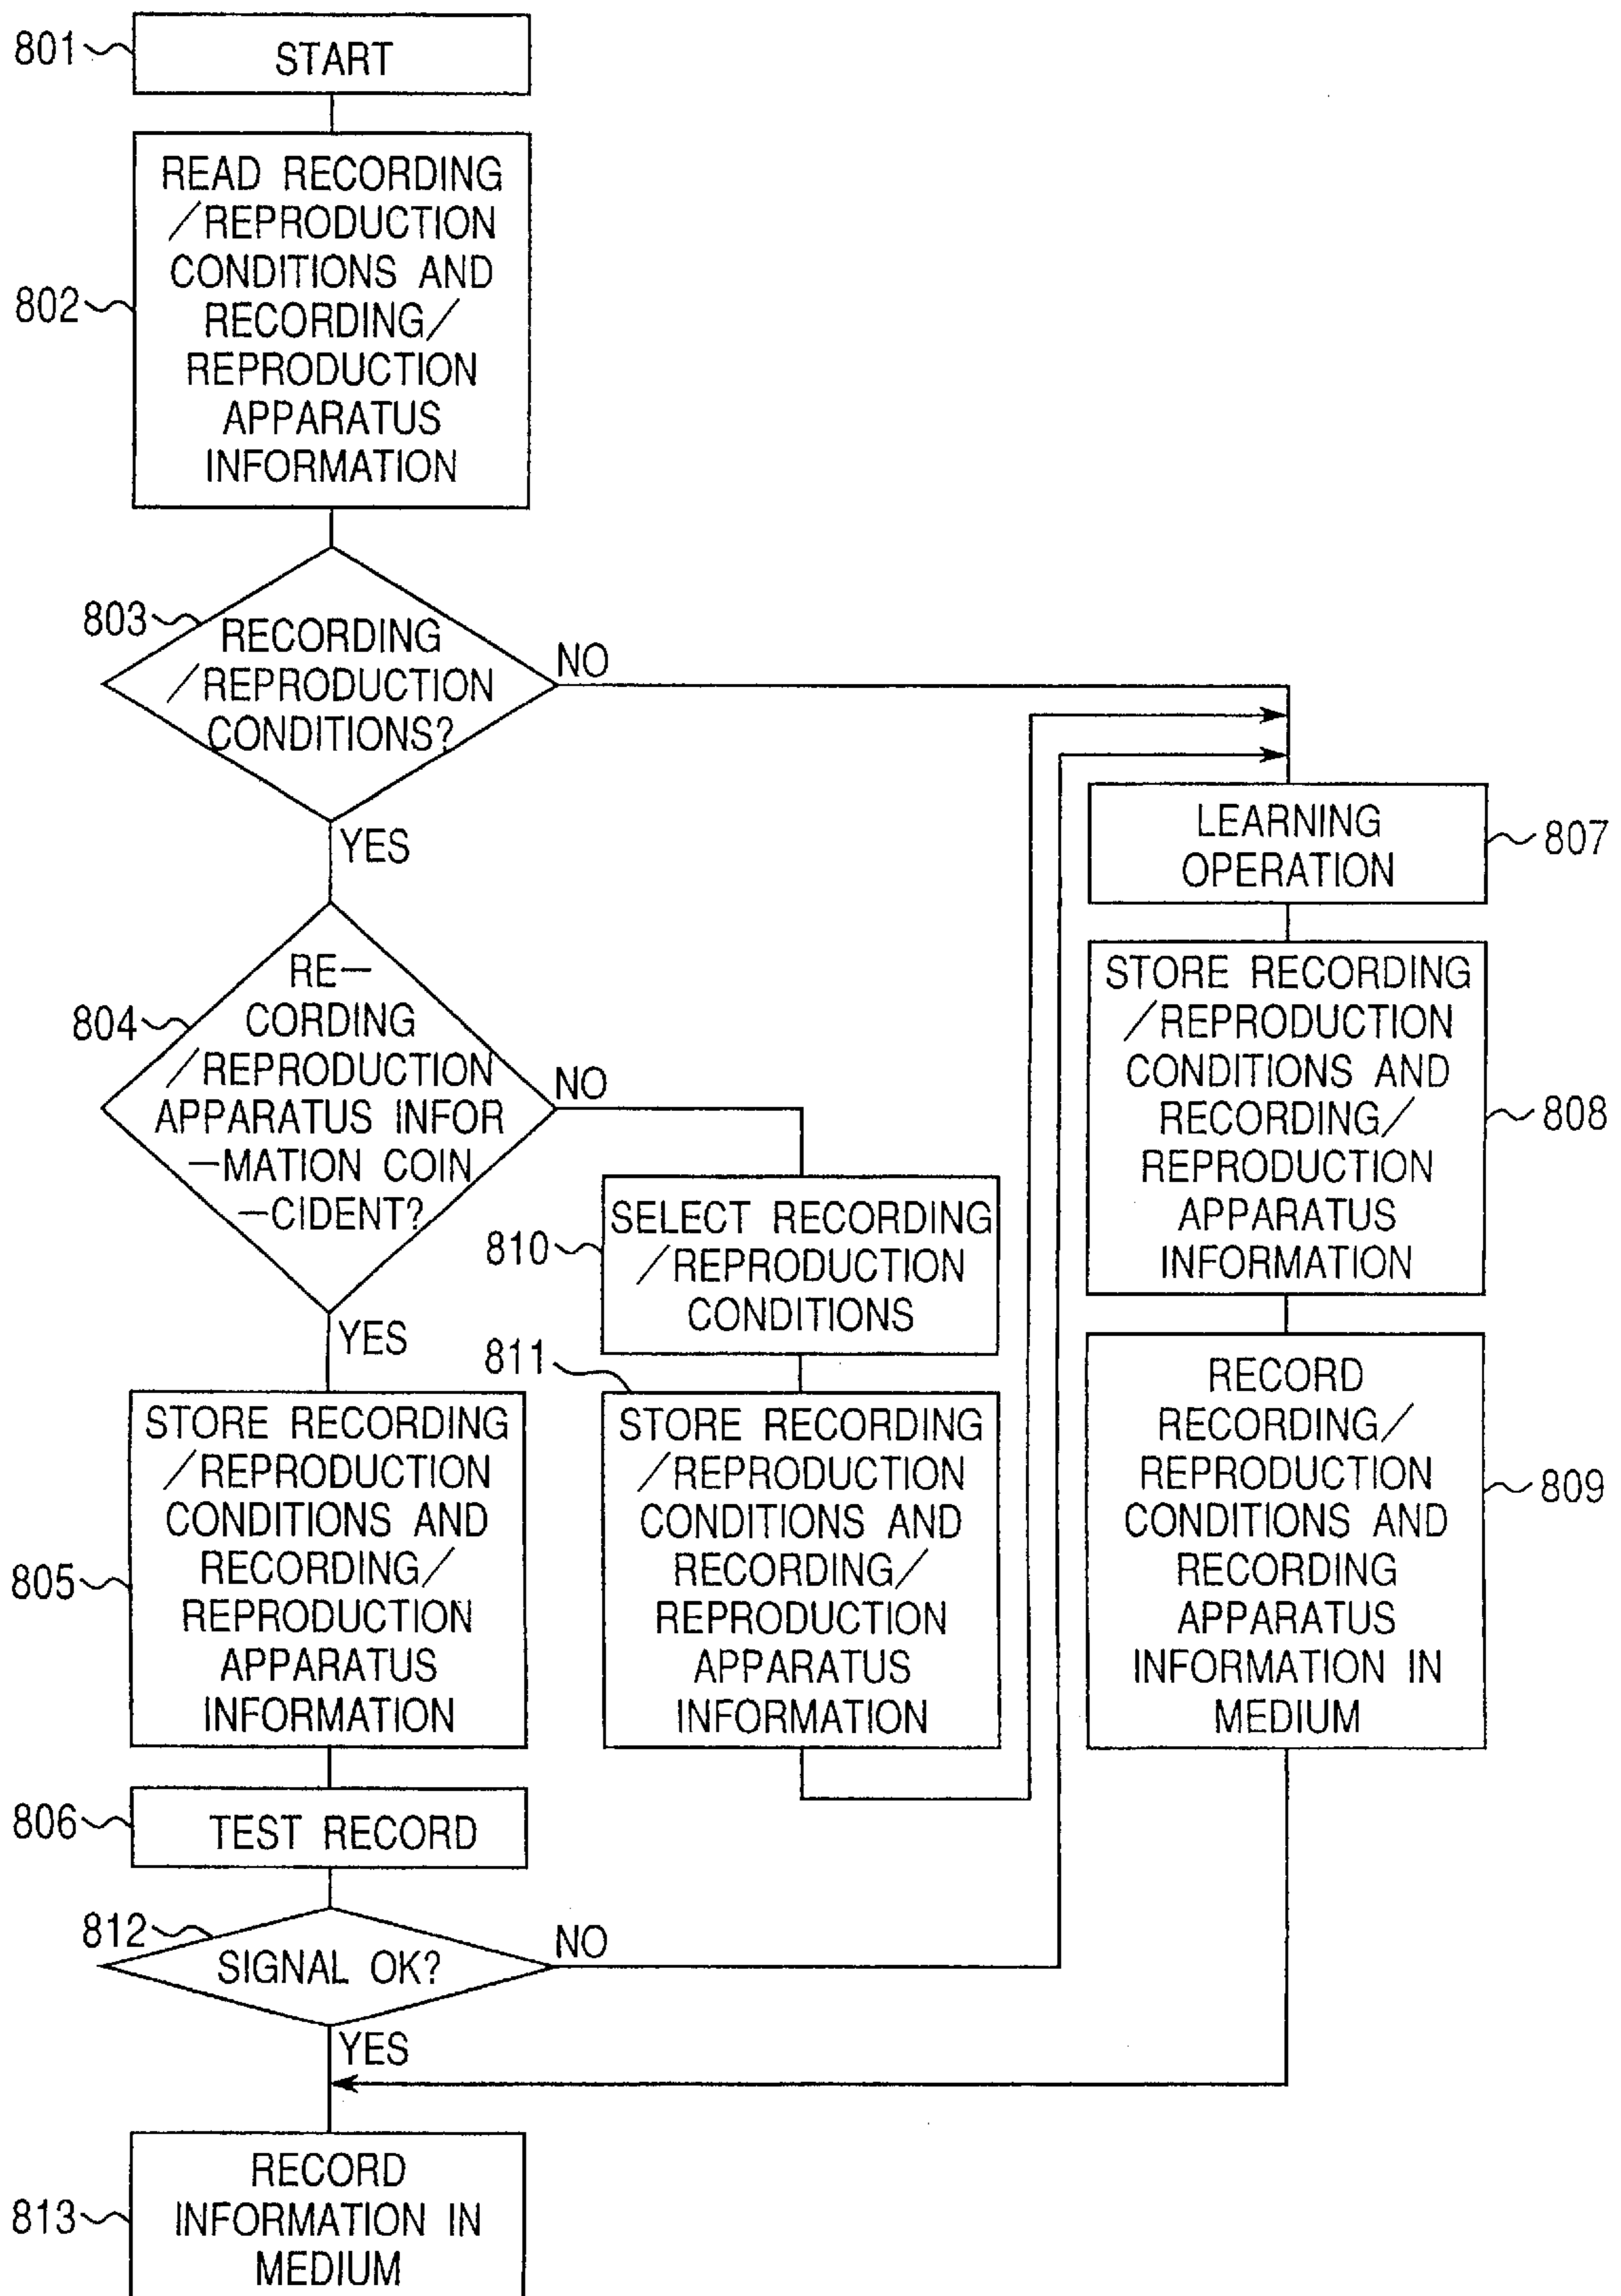 801
START
802
READ RECORDING
/REPRODUCTION
CONDITIONS AND
RECORDING/
REPRODUCTION
APPARATUS
INFORMATION
803
RECORDING
/REPRODUCTION
CONDITIONS?
NO
YES
804
RE-
CORDING
/REPRODUCTION
APPARATUS INFOR
-MATION COIN
-CIDENT?
NO
YES
805
STORE RECORDING
/REPRODUCTION
CONDITIONS AND
RECORDING/
REPRODUCTION
APPARATUS
INFORMATION
806
TEST RECORD
812
SIGNAL OK?
NO
YES
813
RECORD
INFORMATION IN
MEDIUM
810
SELECT RECORDING
/REPRODUCTION
CONDITIONS
811
STORE RECORDING
/REPRODUCTION
CONDITIONS AND
RECORDING/
REPRODUCTION
APPARATUS
INFORMATION
LEARNING
OPERATION
807
STORE RECORDING
/REPRODUCTION
CONDITIONS AND
RECORDING/
REPRODUCTION
APPARATUS
INFORMATION
808
RECORD
RECORDING/
REPRODUCTION
CONDITIONS AND
RECORDING
APPARATUS
INFORMATION IN
MEDIUM
809